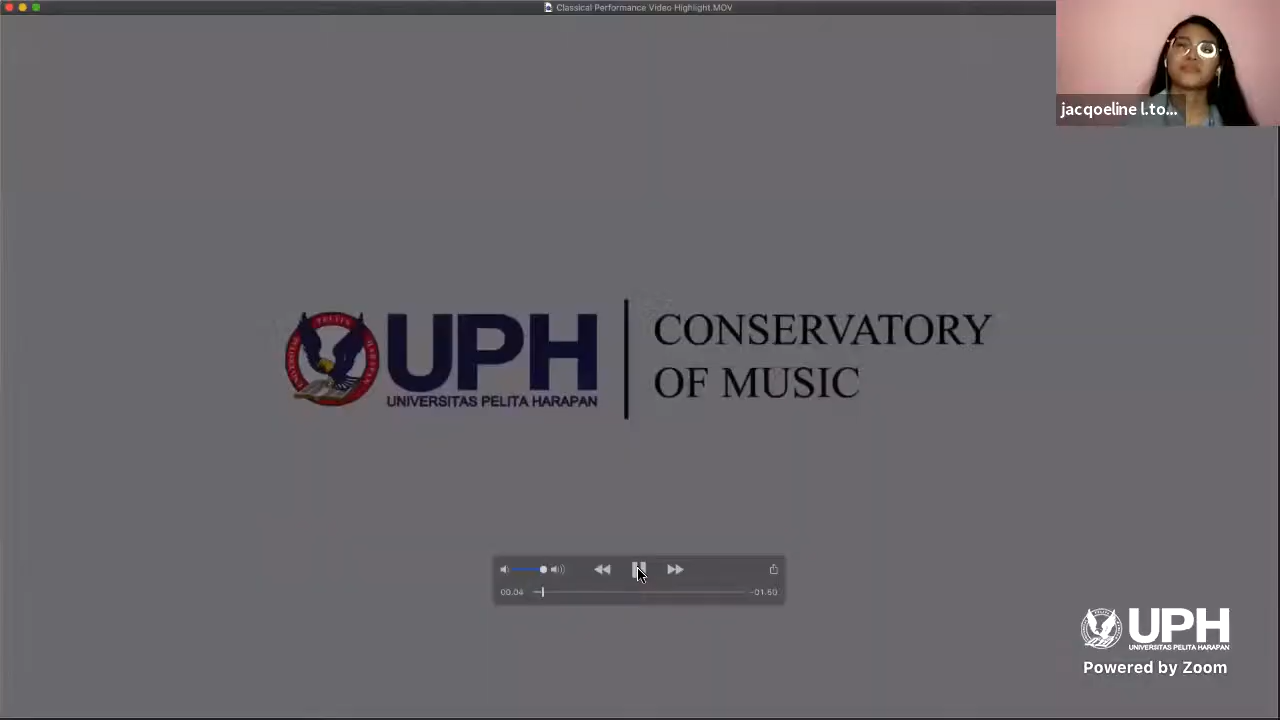 Classical Performance Video Highlight.MOV
jacqoeline l.to...
UPH
UNIVERSITAS PELITA HARAPAN
CONSERVATORY
OF MUSIC
00.04
-01.50
UPH
UNIVERSITAS PELITA HARAPAN
Powered by Zoom